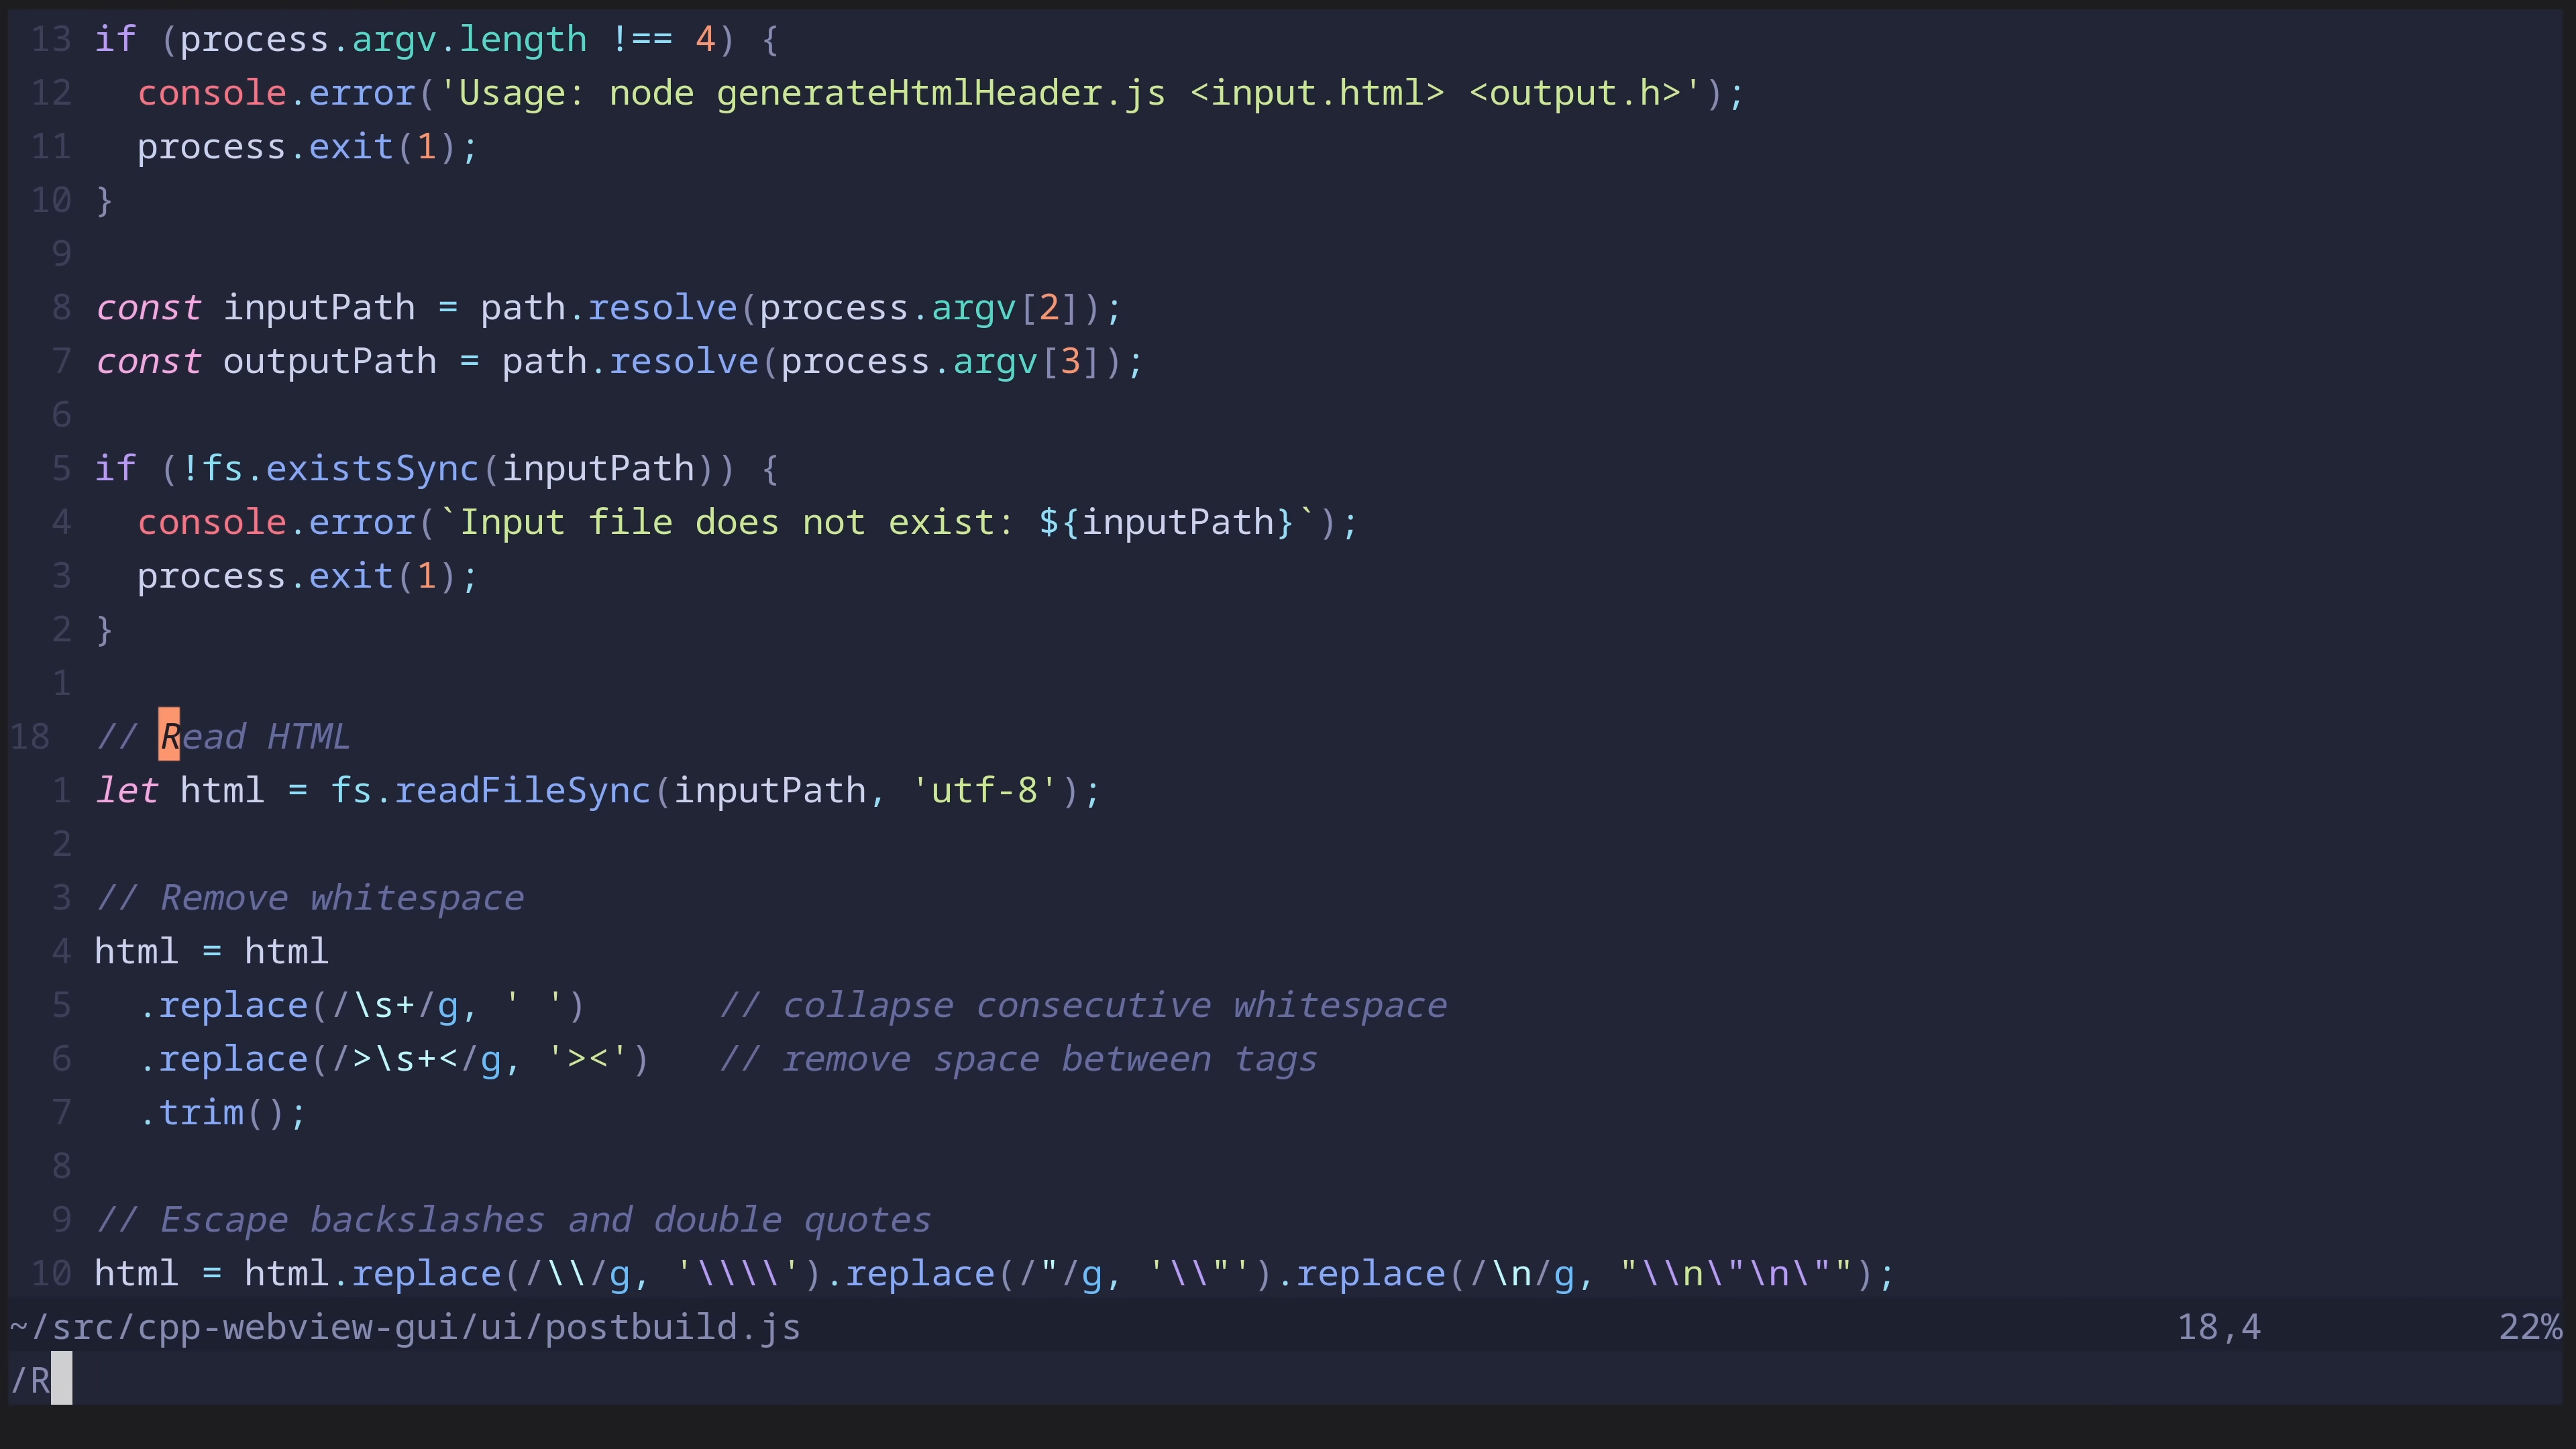 13 if (process.argv.length !== 4) {
12   console.error('Usage: node generateHtmlHeader.js <input.html> <output.h>');
11   process.exit(1);
10 }
9
8 const inputPath = path.resolve(process.argv[2]);
7 const outputPath = path.resolve(process.argv[3]);
6
5 if (!fs.existsSync(inputPath)) {
4   console.error(`Input file does not exist: ${inputPath}`);
3   process.exit(1);
2 }
1
18 // Read HTML
1 let html = fs.readFileSync(inputPath, 'utf-8');
2
3 // Remove whitespace
4 html = html
5   .replace(/\s+/g, ' ')      // collapse consecutive whitespace
6   .replace(/>\s+</g, '><')   // remove space between tags
7   .trim();
8
9 // Escape backslashes and double quotes
10 html = html.replace(/\\/g, '\\\\').replace(/"/g, '\\"').replace(/\n/g, "\\n\"\n\"");
~/src/cpp-webview-gui/ui/postbuild.js 18,4 22%
/R